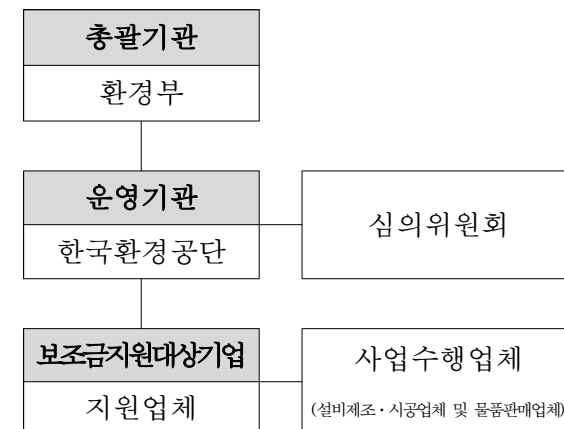 총괄기관
환경부
운영기관
한국환경공단
심의위원회
보조금지원대상기업
지원업체
사업수행업체
(설비제조·시공업체 및 물품판매업체)